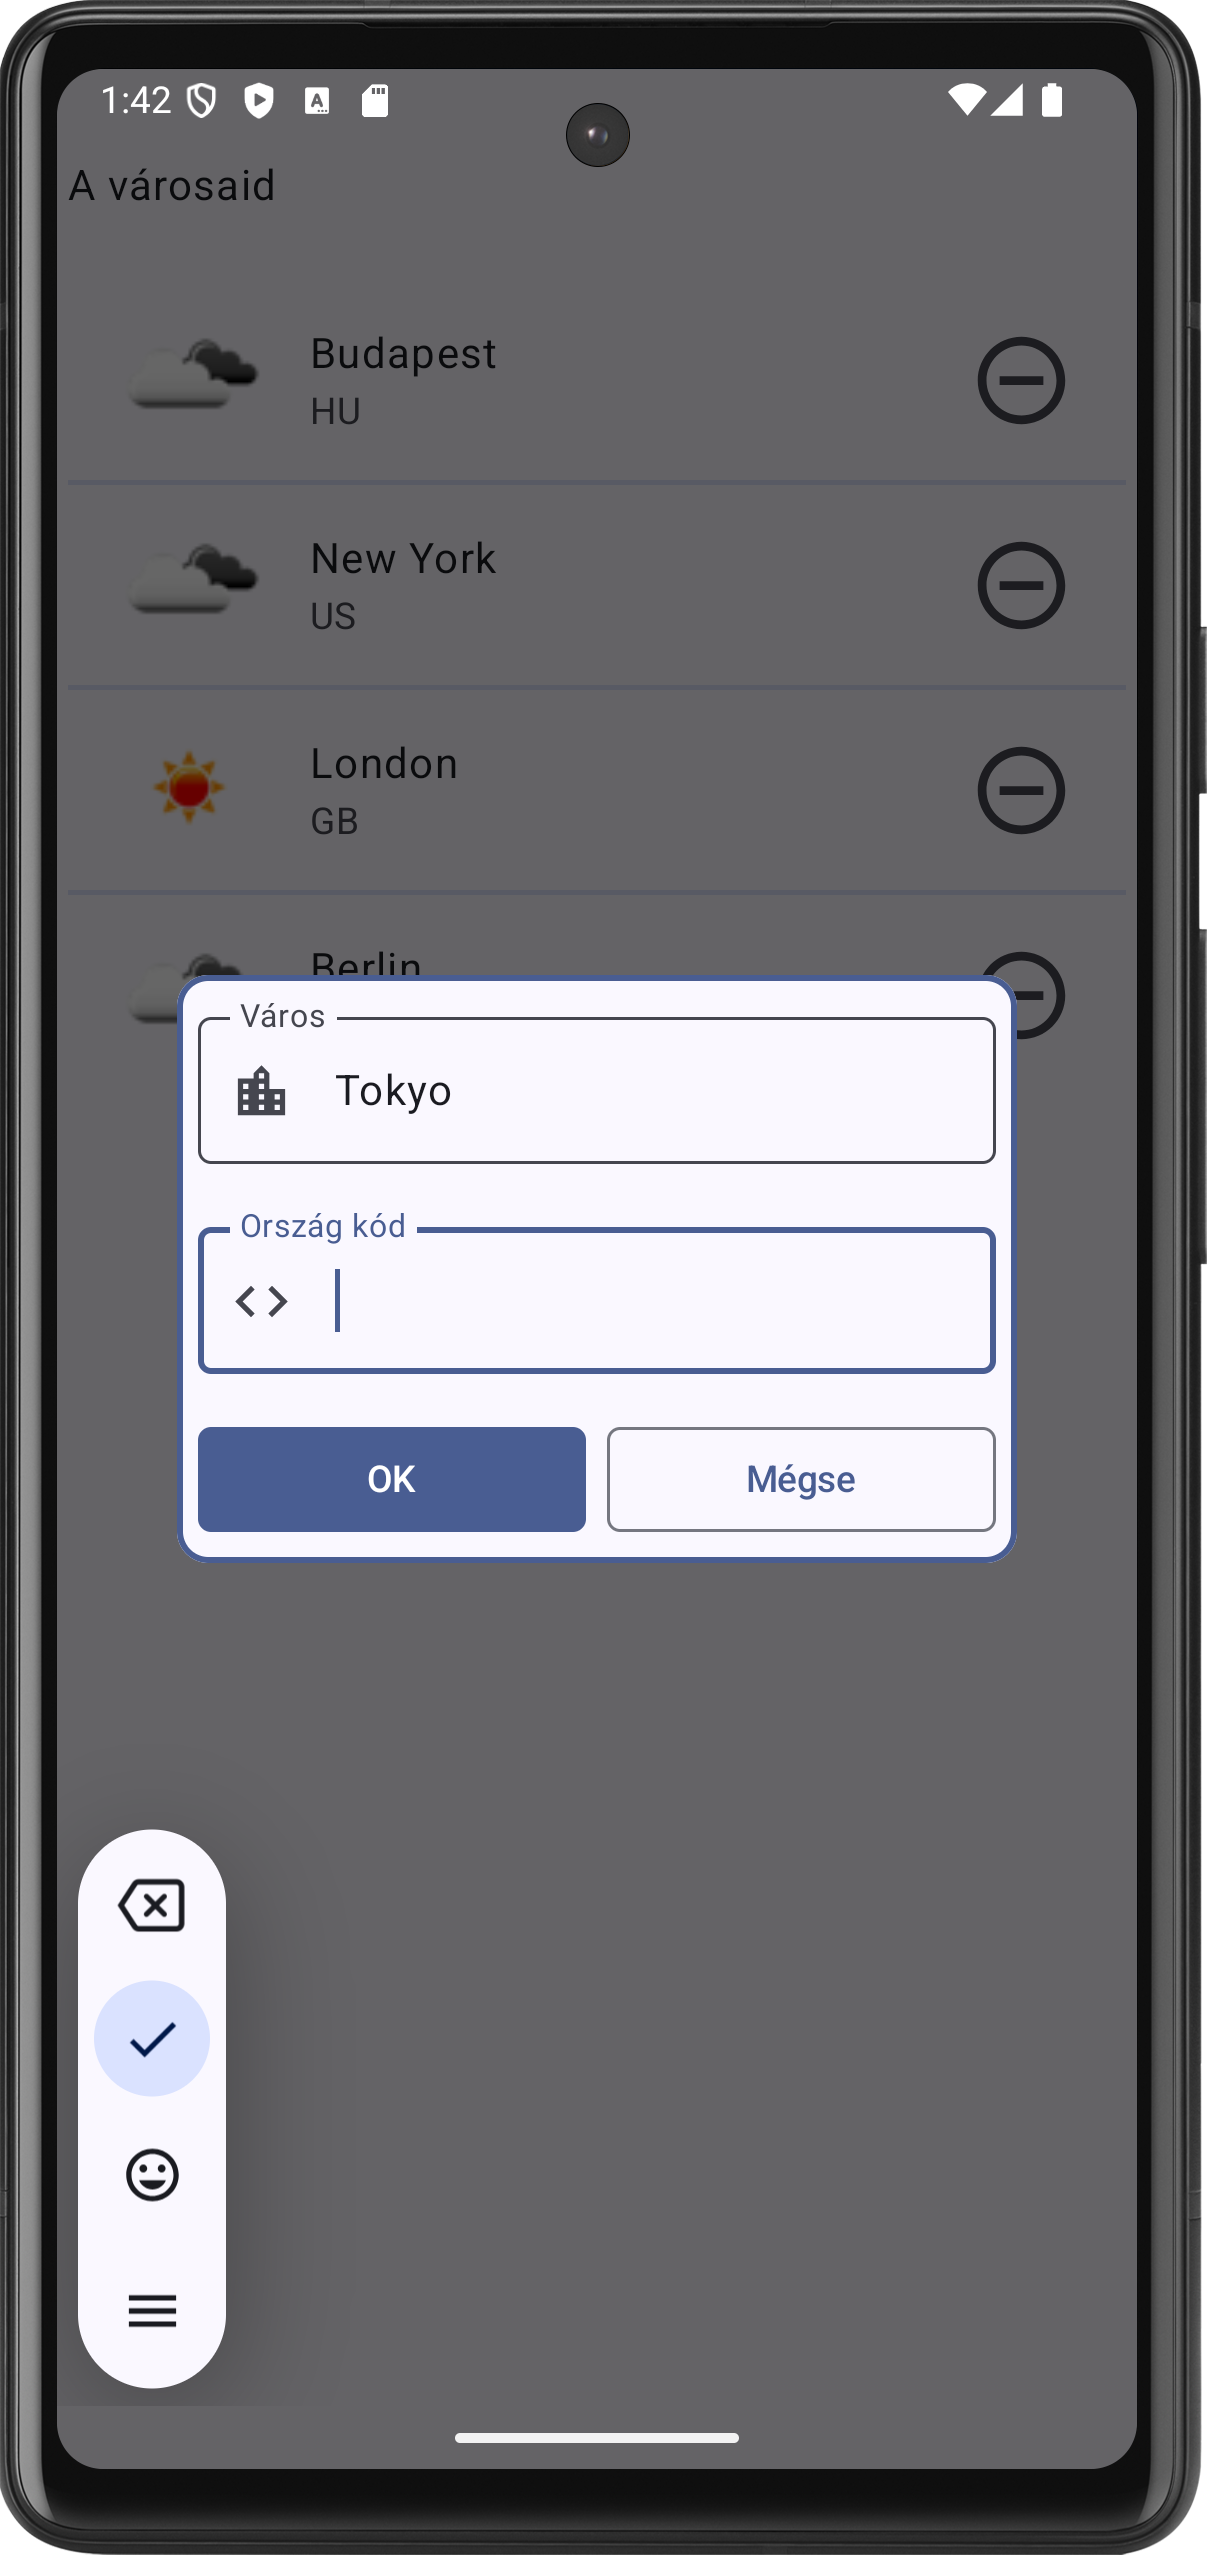 1:42
A városaid
Budapest
HU
New York
US
London
GB
Berlin
Város
Tokyo
Ország kód
OK
Mégse